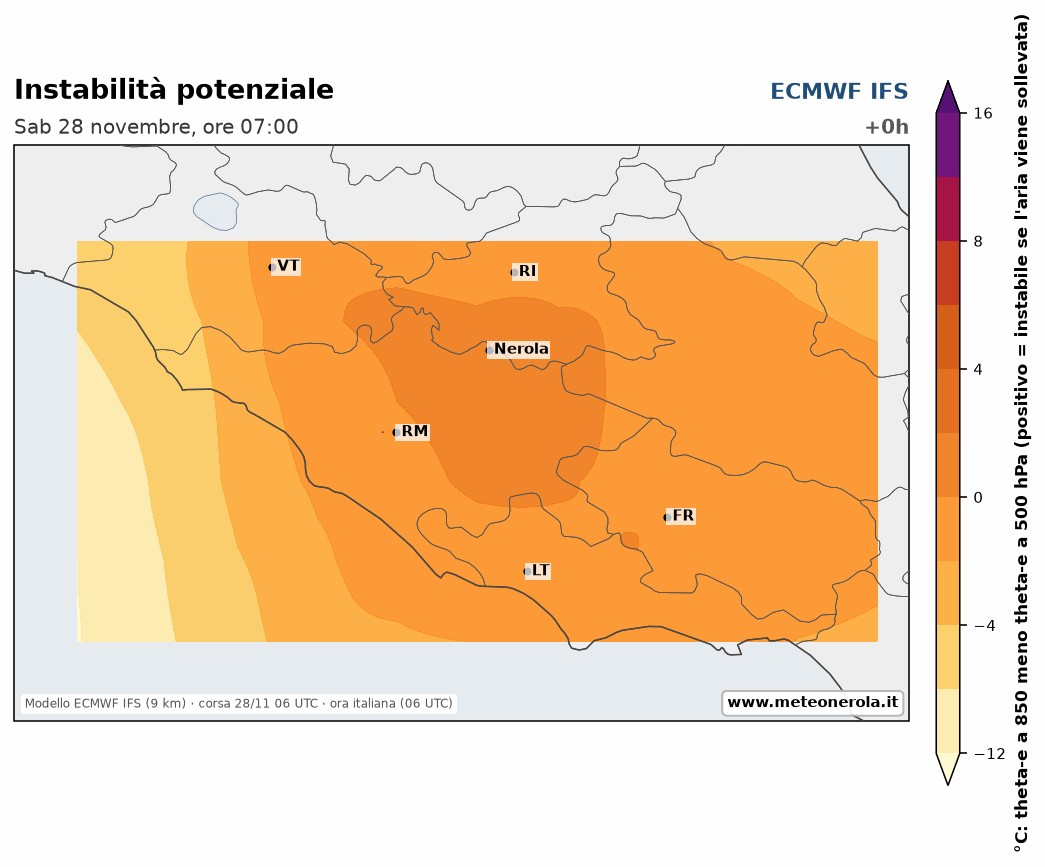 Instabilità potenziale
ECMWF IFS
Sab 28 novembre, ore 07:00
+0h
VT
RI
Nerola
RM
FR
LT
Modello ECMWF IFS (9 km) · corsa 28/11 06 UTC · ora italiana (06 UTC)
www.meteonerola.it
16
8
4
0
−4
−12
°C: theta-e a 850 meno theta-e a 500 hPa (positivo = instabile se l'aria viene sollevata)